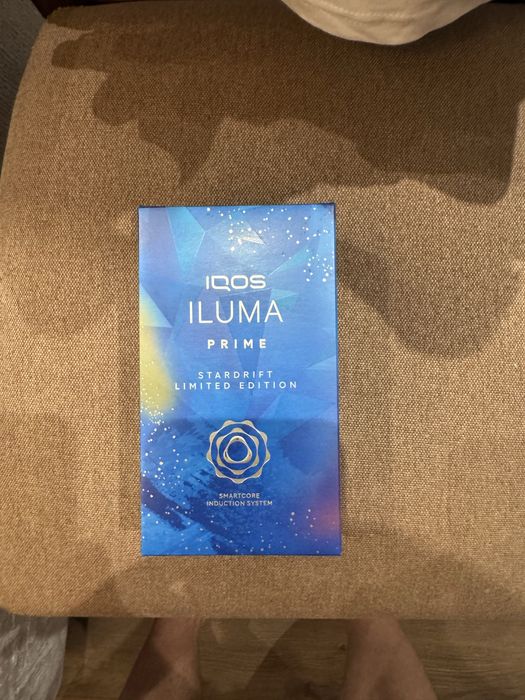 IQOS
ILUMA
PRIME
STARDRIFT
LIMITED EDITION
SMARTCORE
INDUCTION SYSTEM